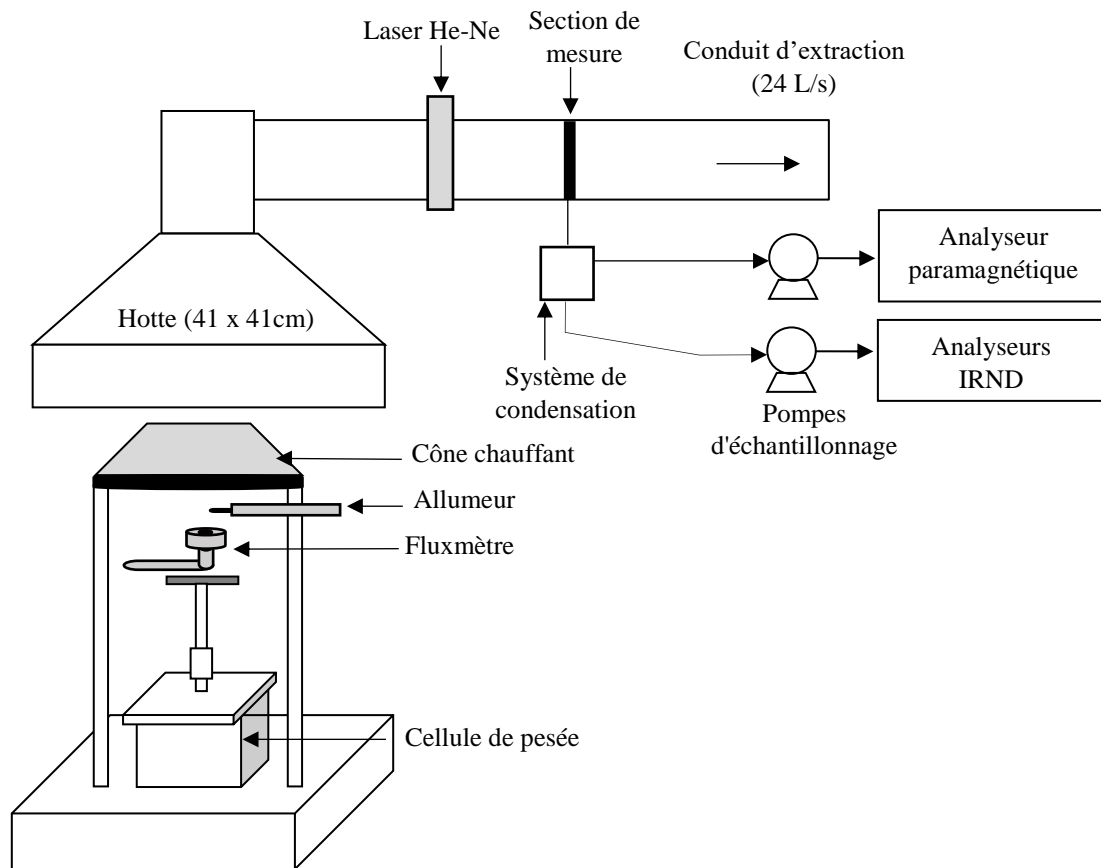 Laser He-Ne
Section de
mesure
Conduit d’extraction
(24 L/s)
Hotte (41 x 41cm)
Analyseur
paramagnétique
Analyseurs
IRND
Système de
condensation
Pompes
d'échantillonnage
Cône chauffant
Allumeur
Fluxmètre
Cellule de pesée